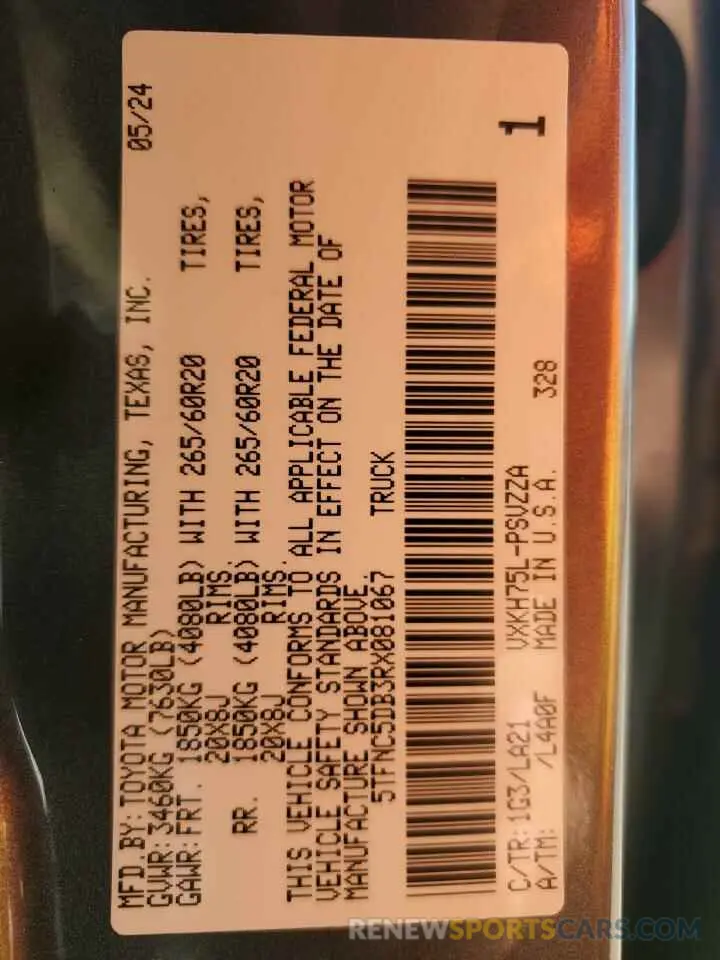 MFD.BY:TOYOTA MOTOR MANUFACTURING, TEXAS, INC. 05/24
GVWR:3460KG (7630LB)
GAWR:FRT. 1850KG (4080LB) WITH 265/60R20 TIRES,
20X8J RIMS,
RR. 1850KG (4080LB) WITH 265/60R20 TIRES,
20X8J RIMS.
THIS VEHICLE CONFORMS TO ALL APPLICABLE FEDERAL MOTOR
VEHICLE SAFETY STANDARDS IN EFFECT ON THE DATE OF
MANUFACTURE SHOWN ABOVE.
5TFNC5DB3RX081067 TRUCK
C/TR:1G3/LA21 VXKH75L-PSVZZA 1
A/TM: /L4A0F MADE IN U.S.A. 328
RENEWSPORTSCARS.COM